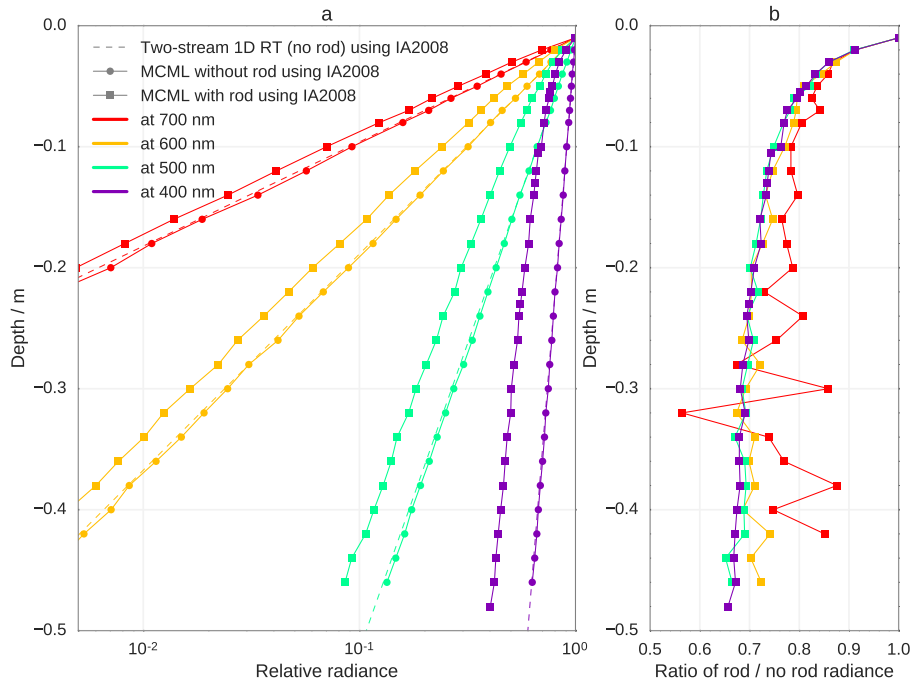 a
b
0.0
−0.1
−0.2
−0.3
−0.4
−0.5
Depth / m
Two-stream 1D RT (no rod) using IA2008
MCML without rod using IA2008
MCML with rod using IA2008
at 700 nm
at 600 nm
at 500 nm
at 400 nm
10-2
10-1
100
Relative radiance
0.0
−0.1
−0.2
−0.3
−0.4
−0.5
Depth / m
0.5 0.6 0.7 0.8 0.9 1.0
Ratio of rod / no rod radiance